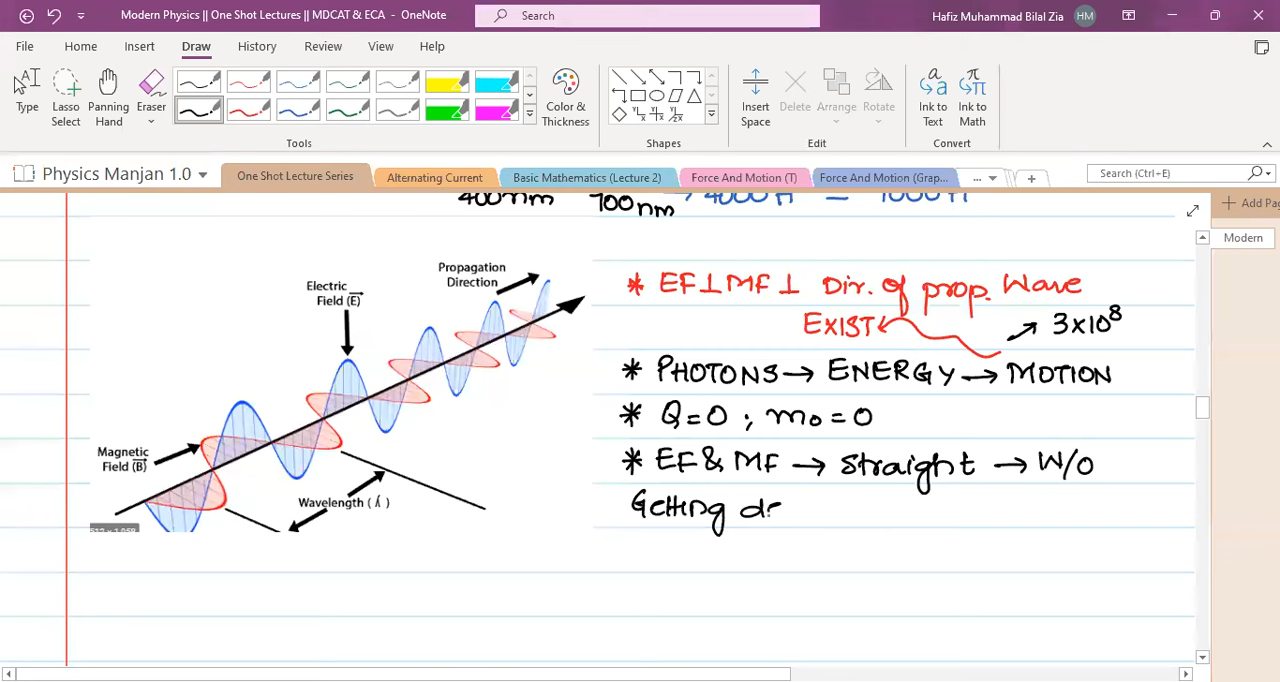 Modern Physics || One Shot Lectures || MDCAT & ECA - OneNote
Search
Hafiz Muhammad Bilal Zia HM
File Home Insert Draw History Review View Help
Type Lasso Select Panning Hand Eraser
Color & Thickness
Insert Space Delete Arrange Rotate
Ink to Text Ink to Math
Tools Shapes Edit Convert
Physics Manjan 1.0 One Shot Lecture Series Alternating Current Basic Mathematics (Lecture 2) Force And Motion (T) Force And Motion (Grap... ... Search (Ctrl+E)
Add Pag
Modern
400nm 700nm
Propagation Direction
Electric Field (E)
Magnetic Field (B)
Wavelength (λ)
* EF⊥MF⊥ Dir. of prop. Wave
EXIST 3x10⁸
* PHOTONS → ENERGY → MOTION
* Q=0 ; m₀=0
* EF & MF → straight → W/O
Getting